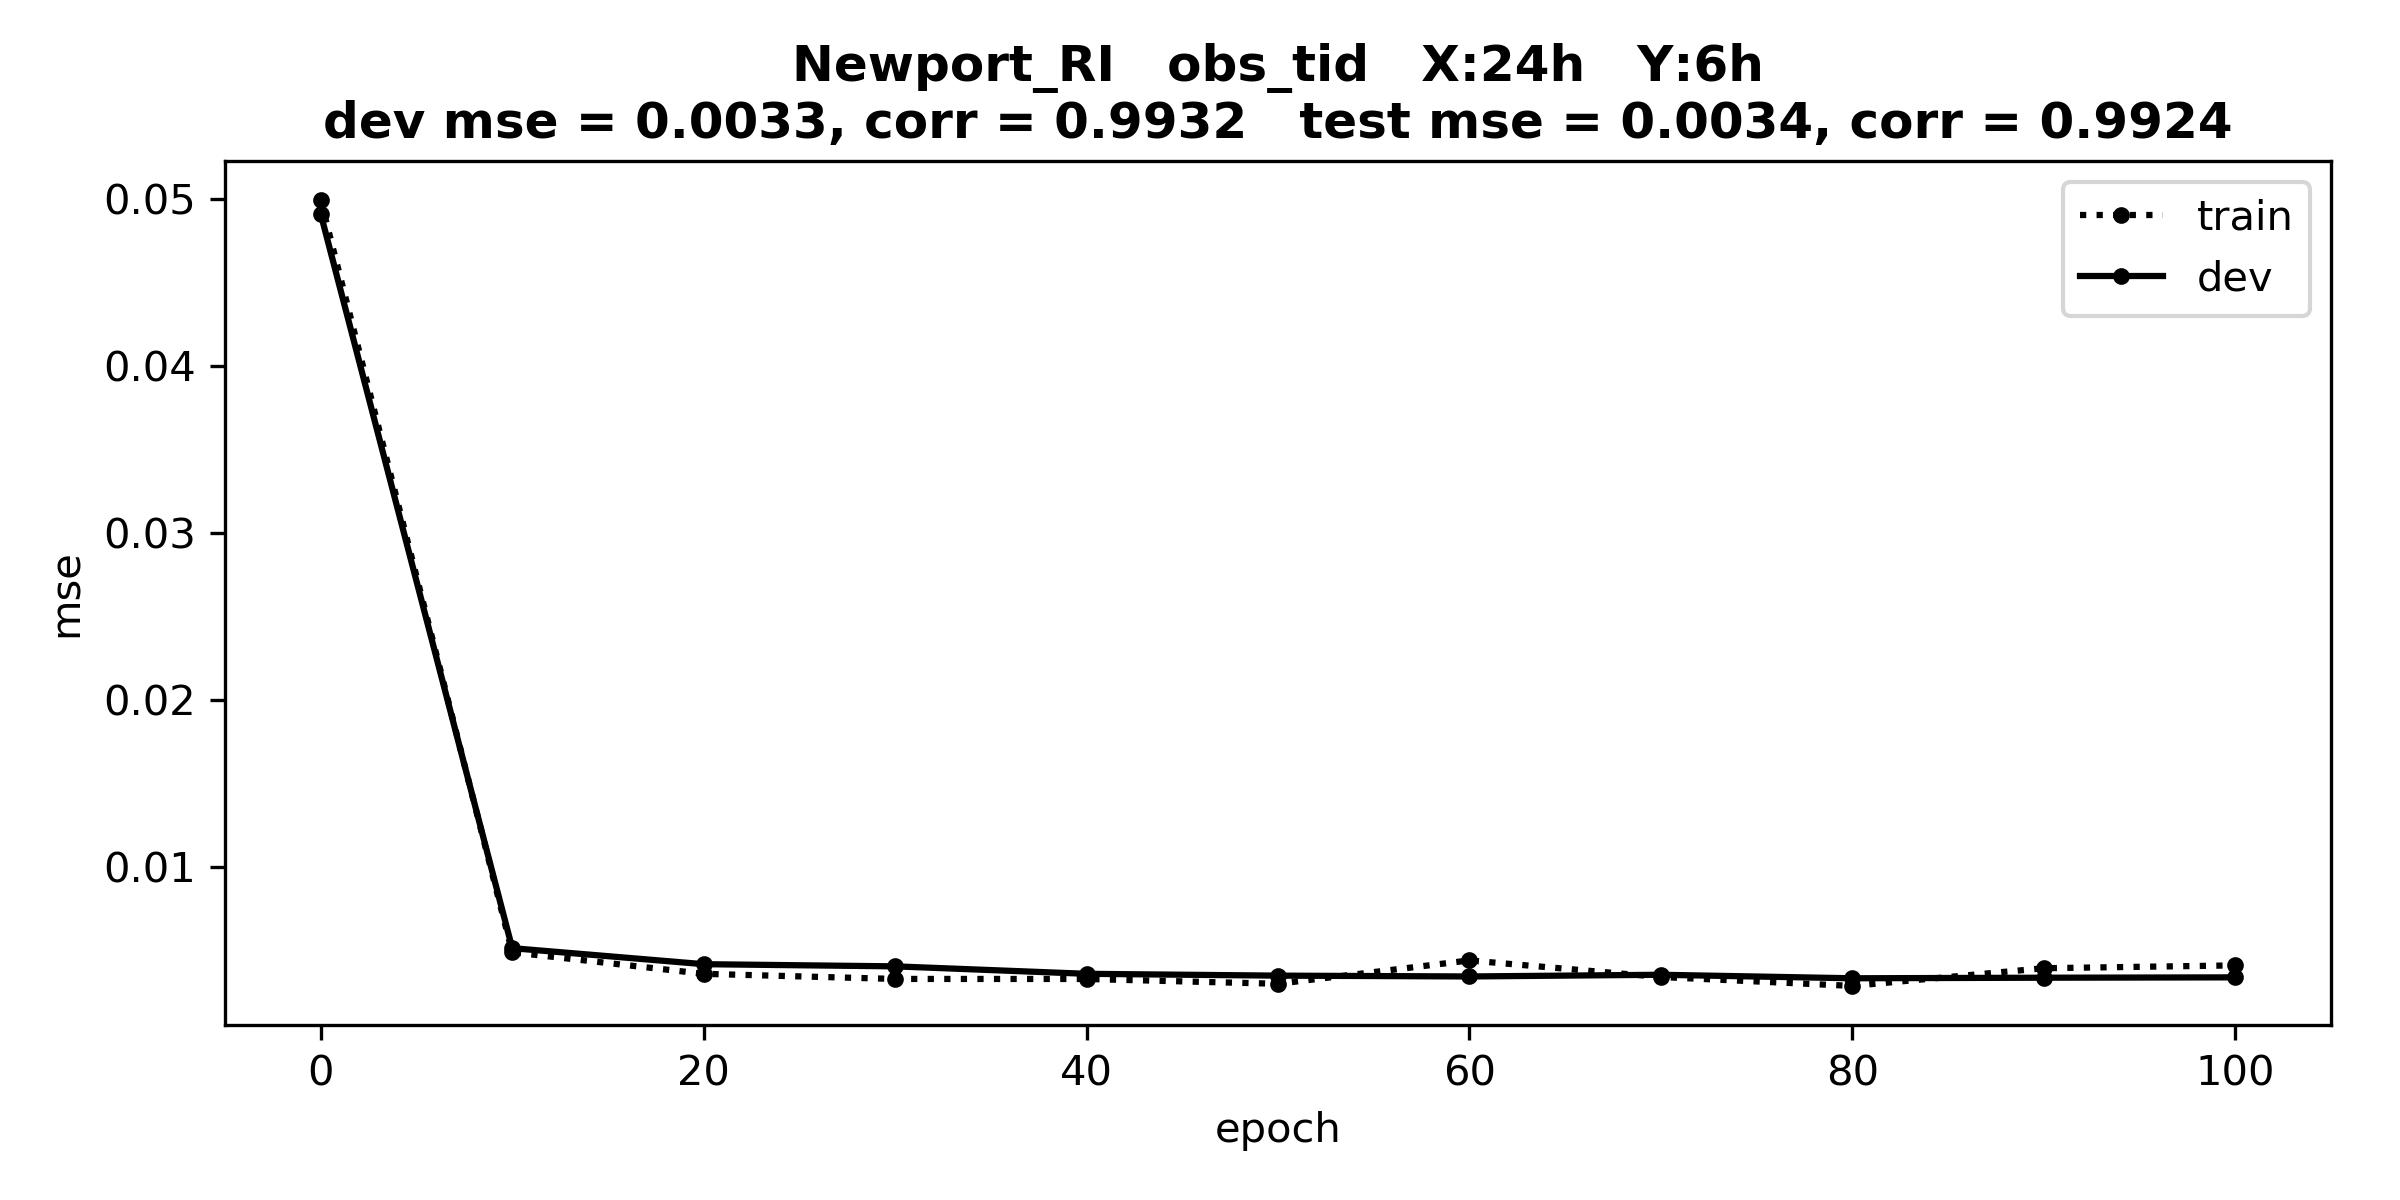 Newport_RI   obs_tid   X:24h   Y:6h
dev mse = 0.0033, corr = 0.9932   test mse = 0.0034, corr = 0.9924
train
dev
0.05
0.04
0.03
0.02
0.01
mse
0 20 40 60 80 100
epoch